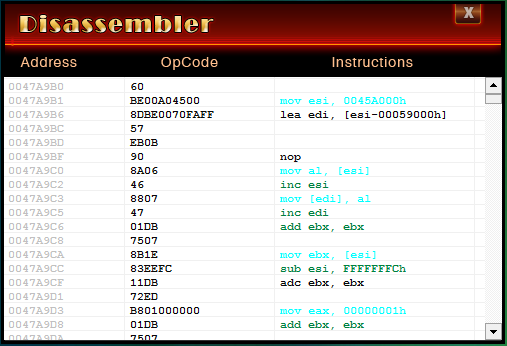 Disassembler
X
Address OpCode Instructions
0047A9B0 60
0047A9B1 BE00A04500 mov esi, 0045A000h
0047A9B6 8DBE0070FAFF lea edi, [esi-00059000h]
0047A9BC 57
0047A9BD EB0B
0047A9BF 90 nop
0047A9C0 8A06 mov al, [esi]
0047A9C2 46 inc esi
0047A9C3 8807 mov [edi], al
0047A9C5 47 inc edi
0047A9C6 01DB add ebx, ebx
0047A9C8 7507
0047A9CA 8B1E mov ebx, [esi]
0047A9CC 83EEFC sub esi, FFFFFFFCh
0047A9CF 11DB adc ebx, ebx
0047A9D1 72ED
0047A9D3 B801000000 mov eax, 00000001h
0047A9D8 01DB add ebx, ebx
0047A9DA 7507